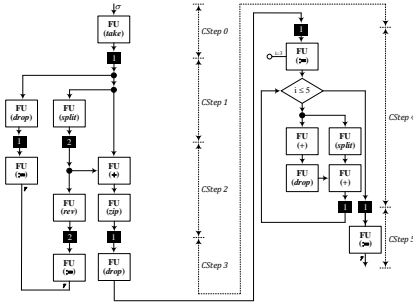 σ
FU
(take)
CStep 0
1
CStep 1
FU
(drop)
FU
(split)
1
2
FU
(:=)
FU
(+)
CStep 2
FU
(rev)
FU
(zip)
2
1
FU
(:=)
FU
(drop)
CStep 3
1
FU
(:=)
i ≤ 5
CStep 4
FU
(+)
FU
(split)
FU
(drop)
FU
(+)
1
1
FU
(:=)
CStep 5